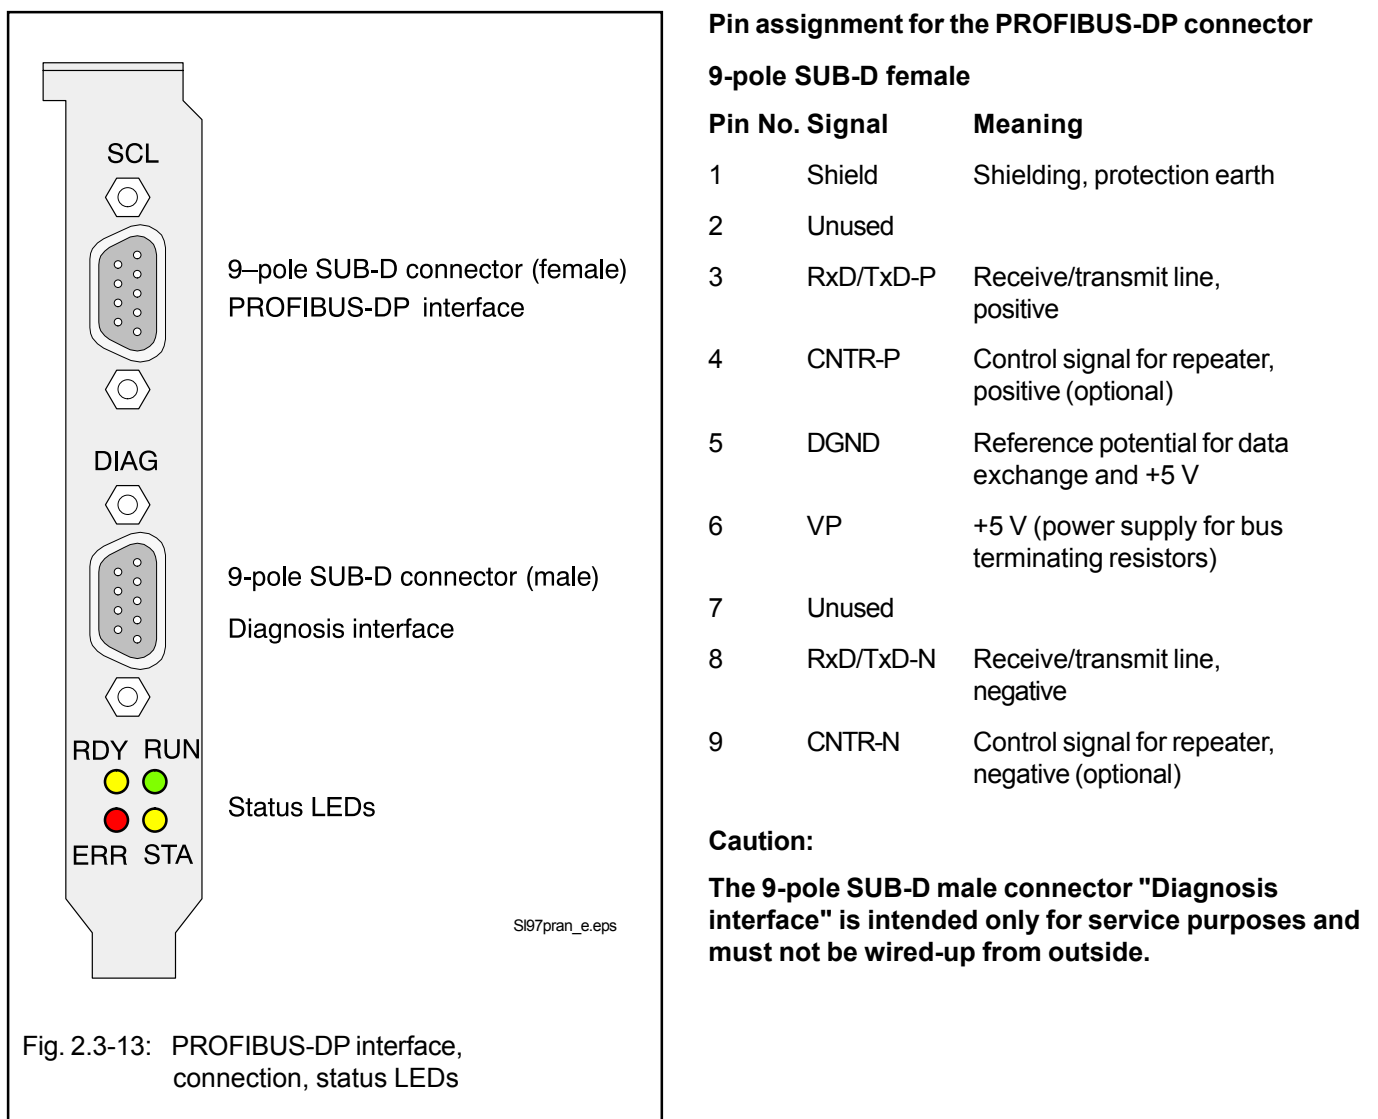 SCL
9–pole SUB-D connector (female)
PROFIBUS-DP interface
DIAG
9-pole SUB-D connector (male)
Diagnosis interface
RDY RUN
Status LEDs
ERR STA
SI97pran_e.eps
Fig. 2.3-13: PROFIBUS-DP interface,
connection, status LEDs
Pin assignment for the PROFIBUS-DP connector
9-pole SUB-D female
Pin No. Signal Meaning
1 Shield Shielding, protection earth
2 Unused
3 RxD/TxD-P Receive/transmit line,
positive
4 CNTR-P Control signal for repeater,
positive (optional)
5 DGND Reference potential for data
exchange and +5 V
6 VP +5 V (power supply for bus
terminating resistors)
7 Unused
8 RxD/TxD-N Receive/transmit line,
negative
9 CNTR-N Control signal for repeater,
negative (optional)
Caution:
The 9-pole SUB-D male connector "Diagnosis
interface" is intended only for service purposes and
must not be wired-up from outside.